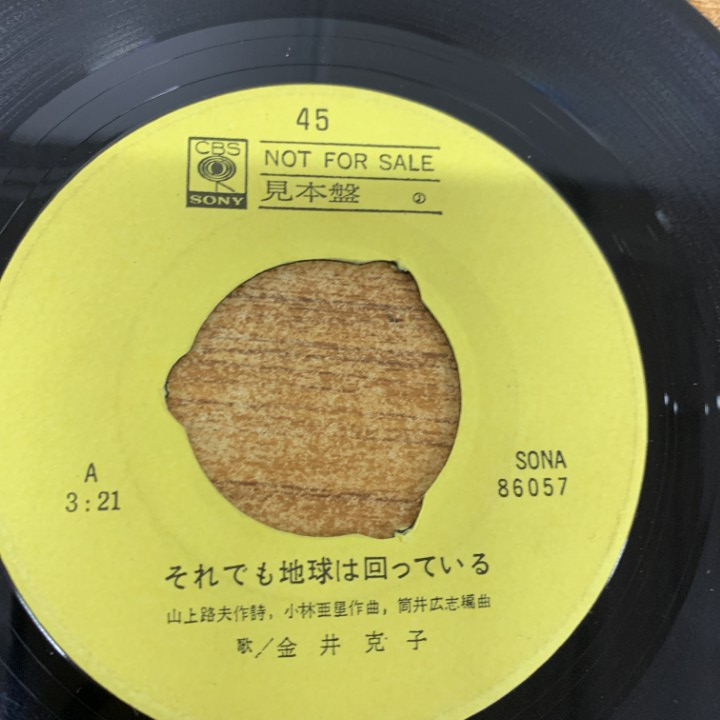 45
CBS
SONY
NOT FOR SALE
見本盤 Ⓙ
A
3:21
SONA
86057
それでも地球は回っている
山上路夫作詩, 小林亜星作曲, 筒井広志編曲
歌/金井克子